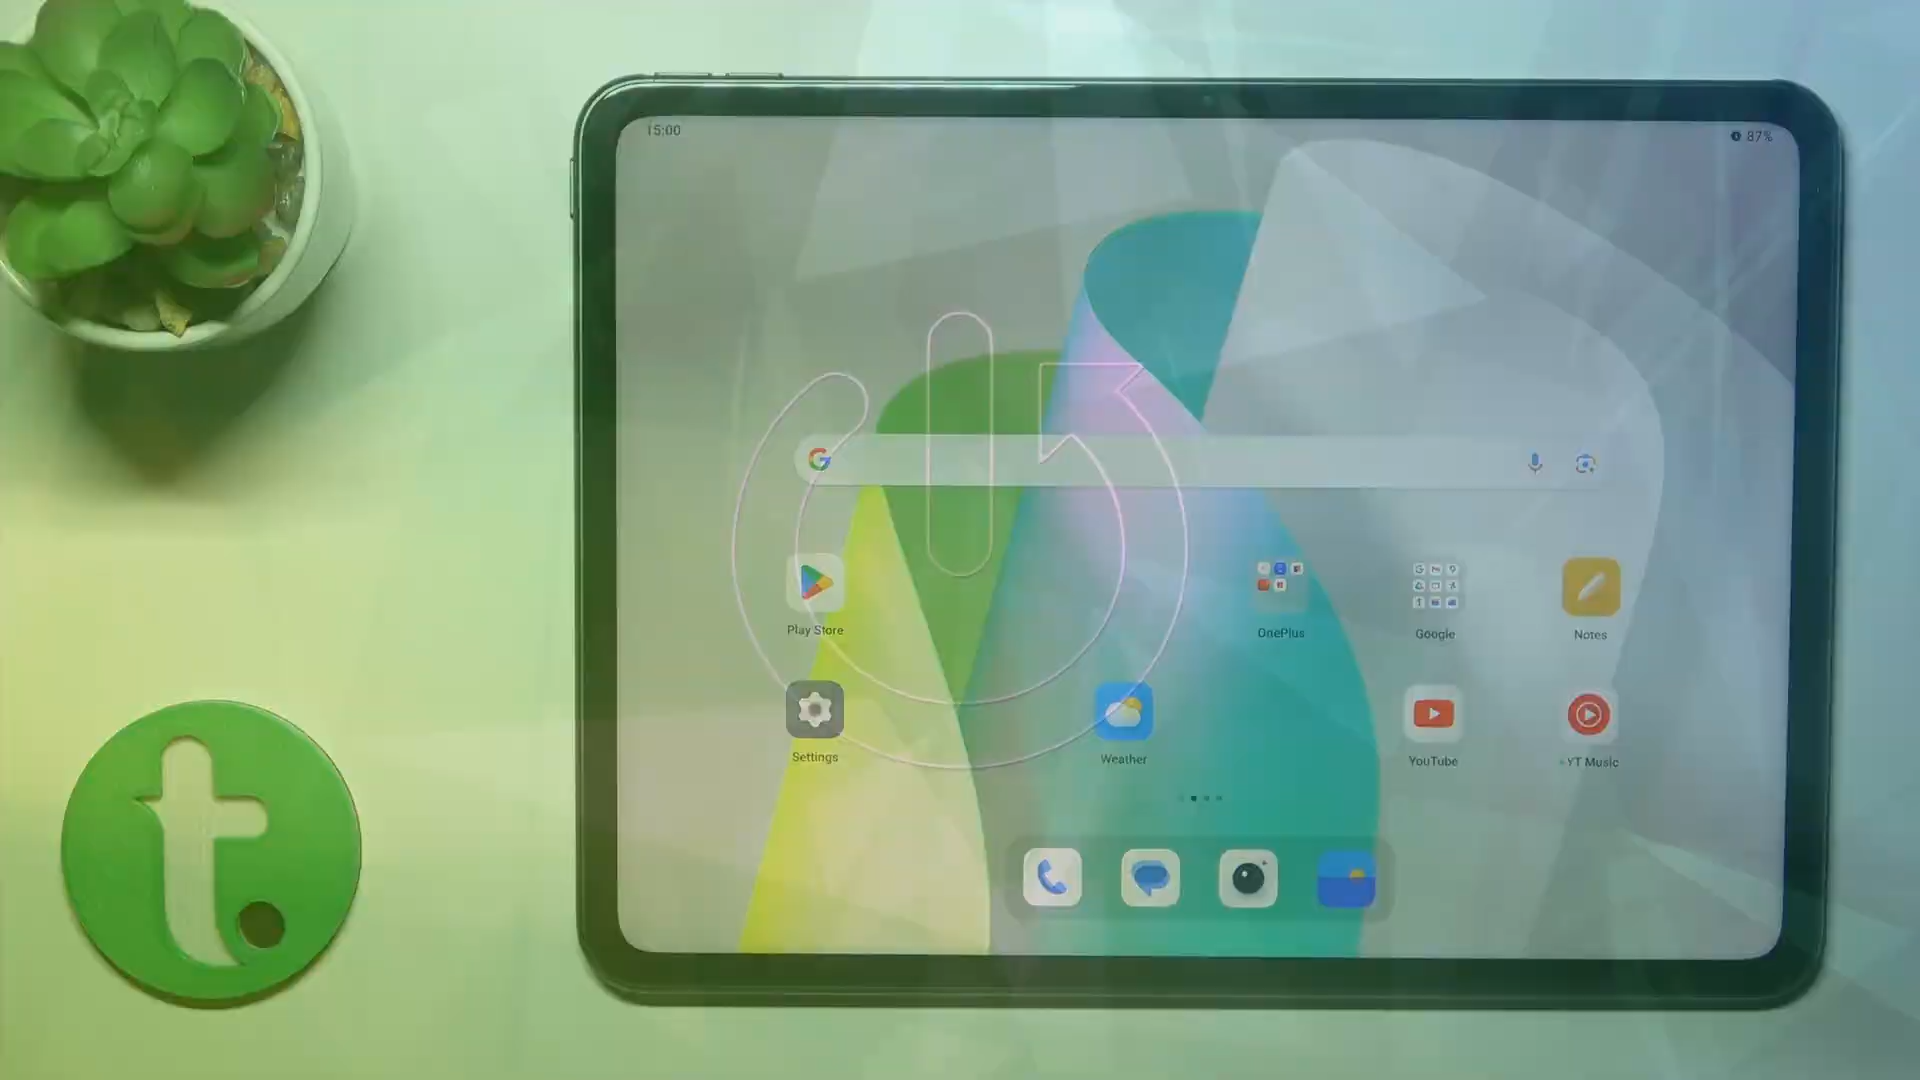 15:00
87%
Play Store
OnePlus
Google
Notes
Settings
Weather
YouTube
YT Music
t